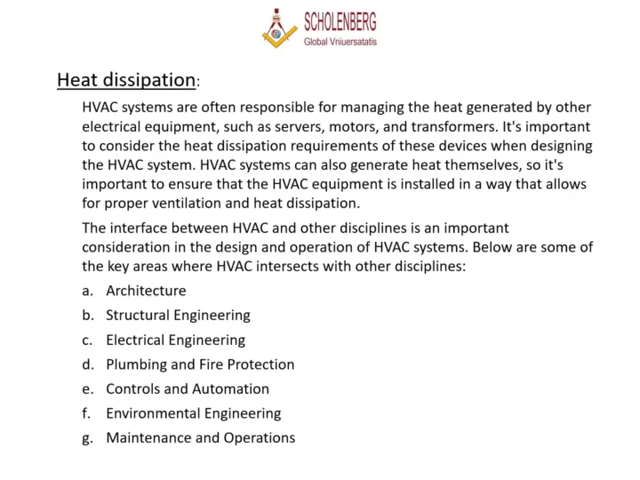 SCHOLENBERG
Global Vniuersatatis
Heat dissipation:
HVAC systems are often responsible for managing the heat generated by other
electrical equipment, such as servers, motors, and transformers. It's important
to consider the heat dissipation requirements of these devices when designing
the HVAC system. HVAC systems can also generate heat themselves, so it's
important to ensure that the HVAC equipment is installed in a way that allows
for proper ventilation and heat dissipation.
The interface between HVAC and other disciplines is an important
consideration in the design and operation of HVAC systems. Below are some of
the key areas where HVAC intersects with other disciplines:
a. Architecture
b. Structural Engineering
c. Electrical Engineering
d. Plumbing and Fire Protection
e. Controls and Automation
f. Environmental Engineering
g. Maintenance and Operations